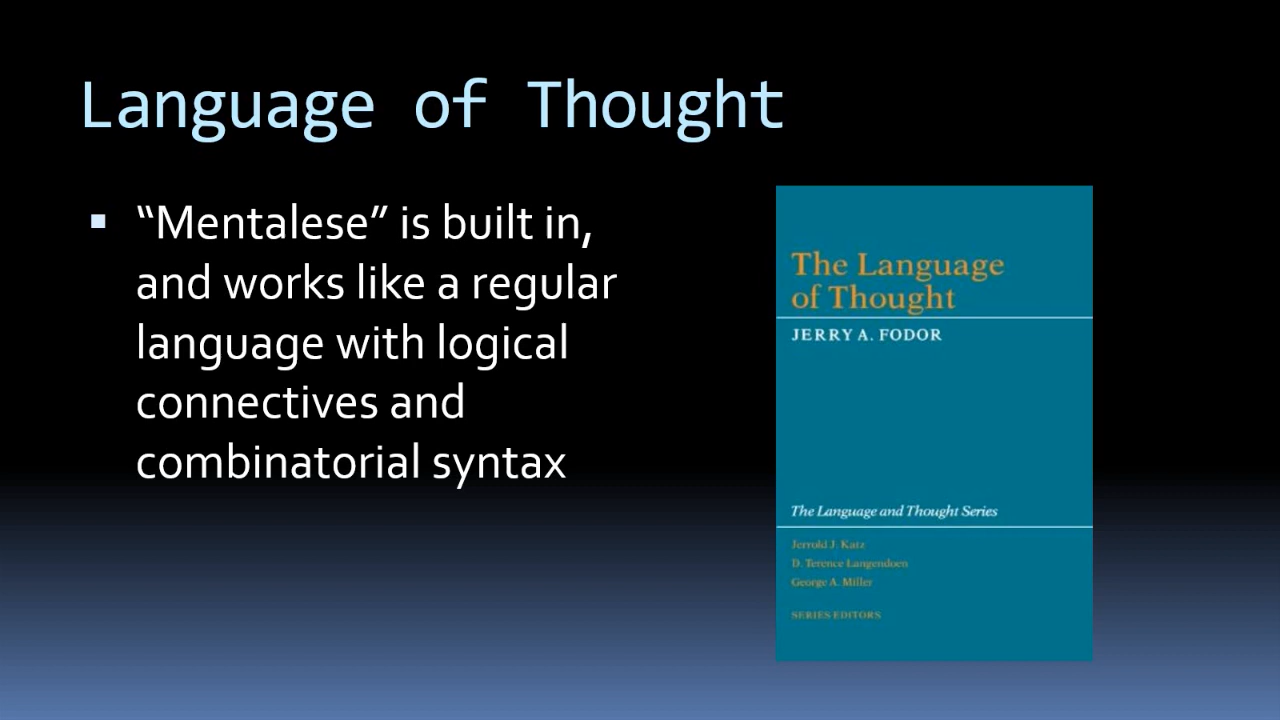 Language of Thought
“Mentalese” is built in,
and works like a regular
language with logical
connectives and
combinatorial syntax
The Language
of Thought
JERRY A. FODOR
The Language and Thought Series
Jerrold J. Katz
D. Terence Langendoen
George A. Miller
SERIES EDITORS